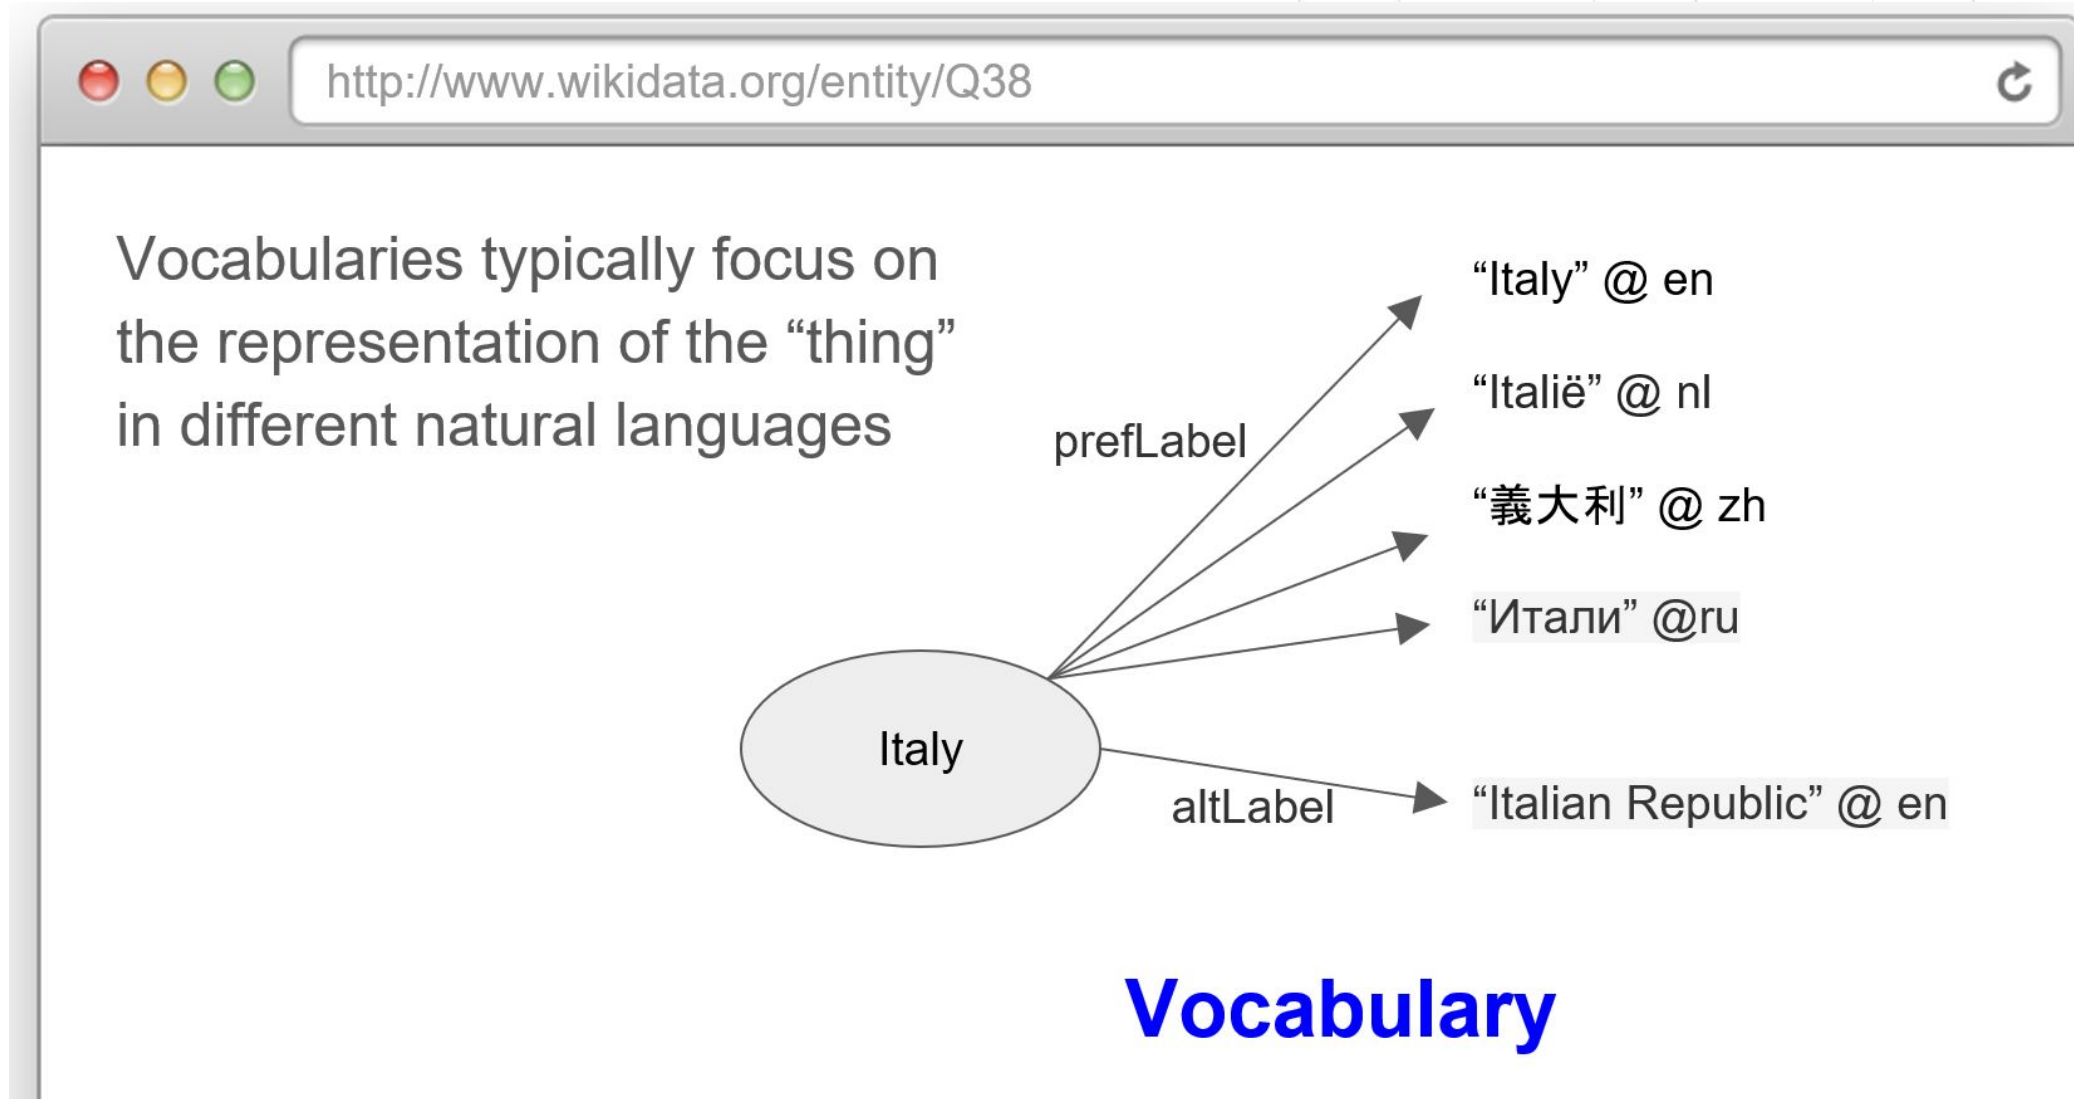 http://www.wikidata.org/entity/Q38
Vocabularies typically focus on
the representation of the “thing”
in different natural languages
“Italy” @ en
“Italië” @ nl
prefLabel
“義大利” @ zh
“Итали” @ru
Italy
altLabel
“Italian Republic” @ en
Vocabulary